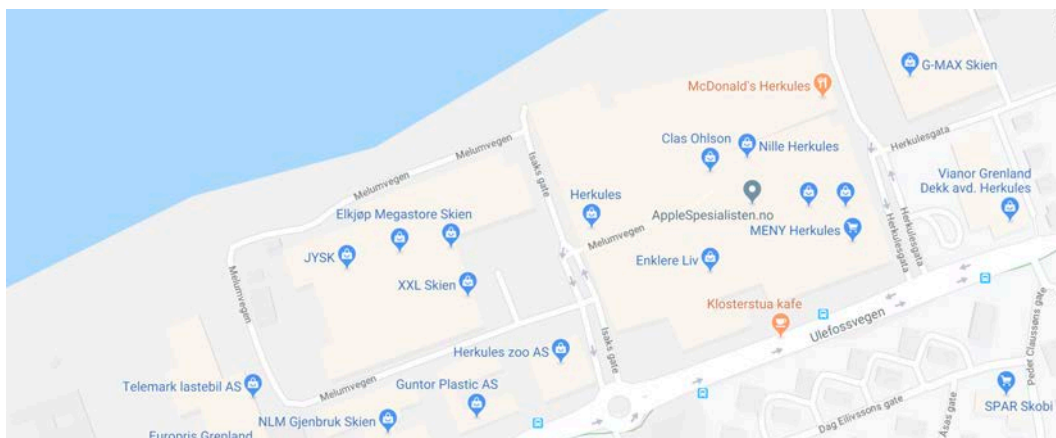 G-MAX Skien
McDonald's Herkules
Melumvegen
Isaks gate
Clas Ohlson
Nille Herkules
Herkulesgata
Melumvegen
Vianor Grenland
Dekk avd. Herkules
Herkules
Elkjøp Megastore Skien
AppleSpesialisten.no
Herkulesgata
Herkulesgata
MENY Herkules
Melumvegen
JYSK
Enklere Liv
Melumvegen
XXL Skien
Klosterstua kafe
Ulefossvegen
Peder Claussøns gate
Isaks gate
Herkules zoo AS
Telemark lastebil AS
Guntor Plastic AS
Melumvegen
SPAR Skobi
NLM Gjenbruk Skien
Dag Eilivssons gate
Åsas gate
Europris Grenland